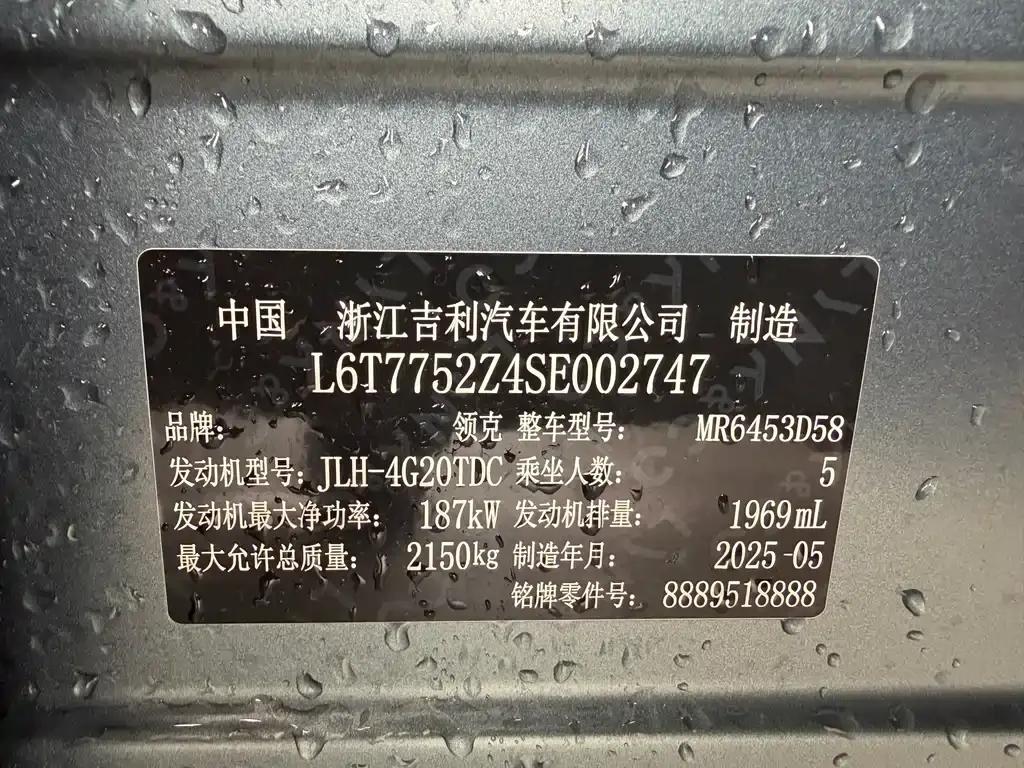 中国 浙江吉利汽车有限公司 制造
L6T7752Z4SE002747
品牌: 领克 整车型号: MR6453D58
发动机型号: JLH-4G20TDC 乘坐人数: 5
发动机最大净功率: 187kW 发动机排量: 1969mL
最大允许总质量: 2150kg 制造年月: 2025-05
铭牌零件号: 8889518888